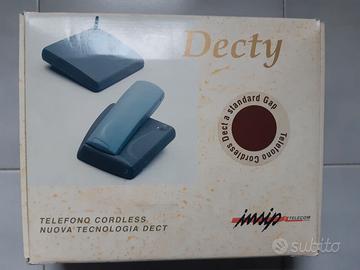 Decty
Telefono Cordless Dect a standard Gap
TELEFONO CORDLESS
NUOVA TECNOLOGIA DECT
insip
TELECOM
subito